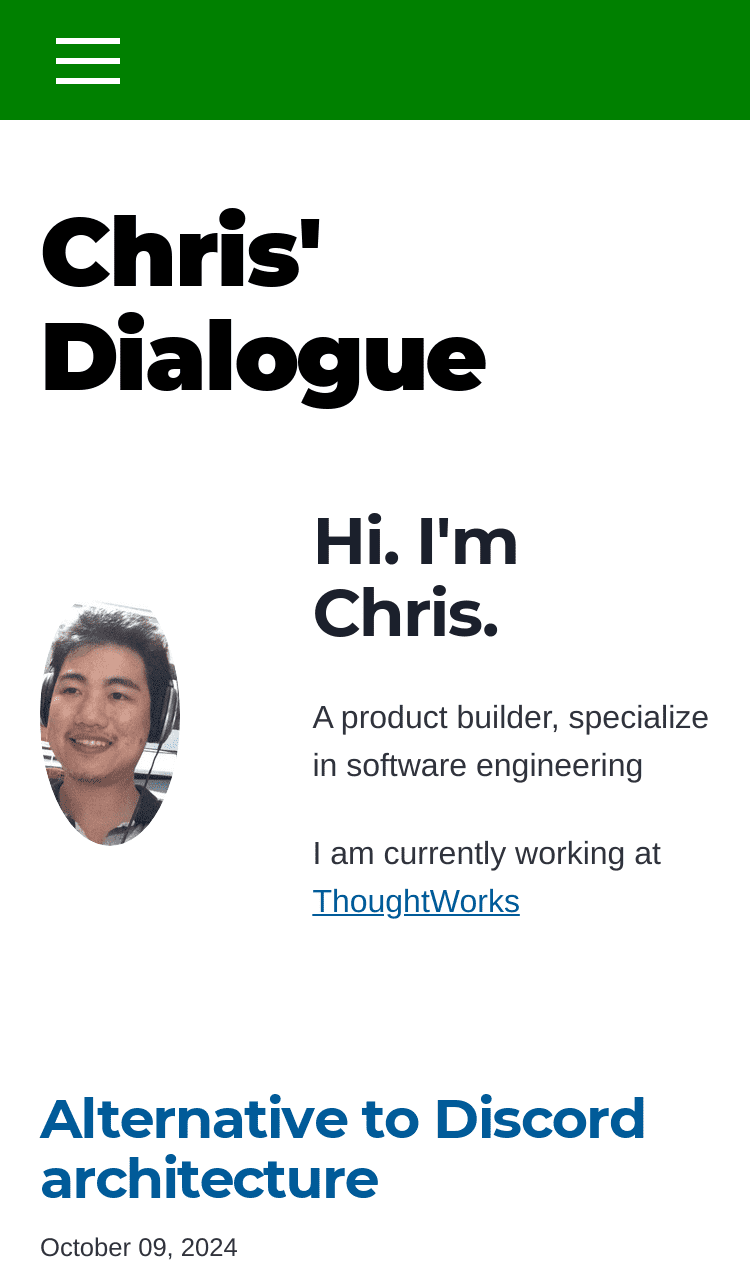 Chris'
Dialogue
Hi. I'm
Chris.
A product builder, specialize
in software engineering
I am currently working at
ThoughtWorks
Alternative to Discord
architecture
October 09, 2024